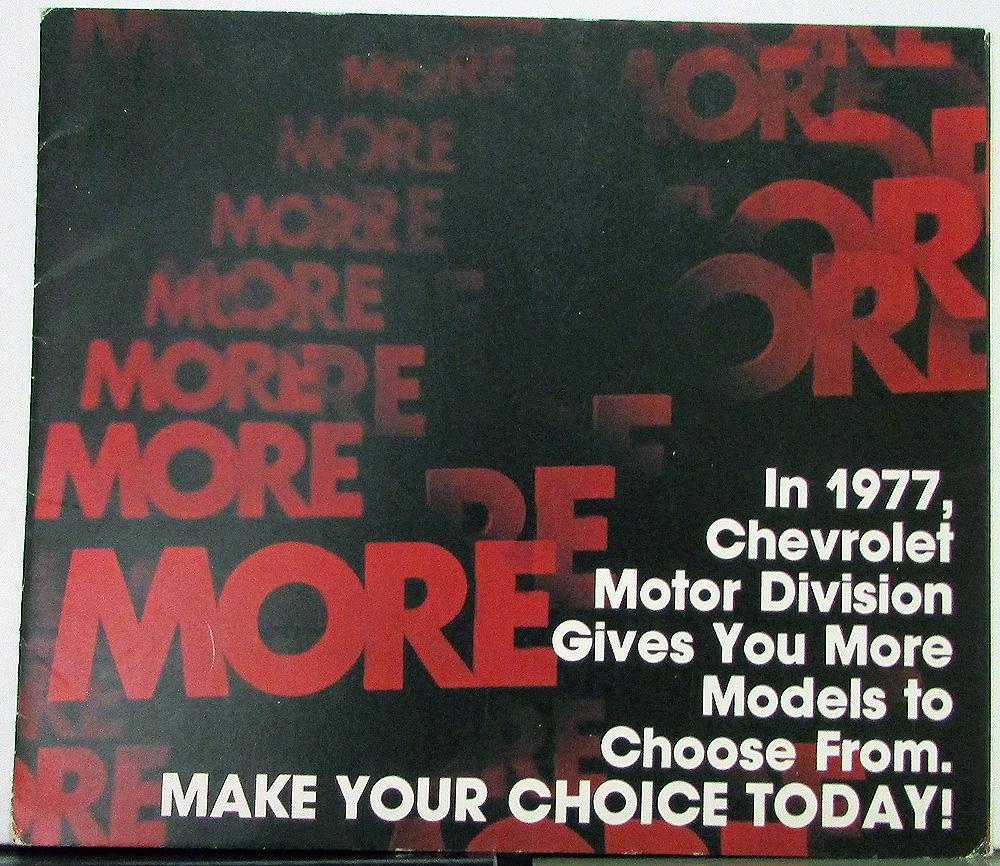 MORE
MORE
MORE
MORE
MORE
MORE
MORE
MORE
In 1977,
Chevrolet
Motor Division
Gives You More
Models to
Choose From.
MAKE YOUR CHOICE TODAY!